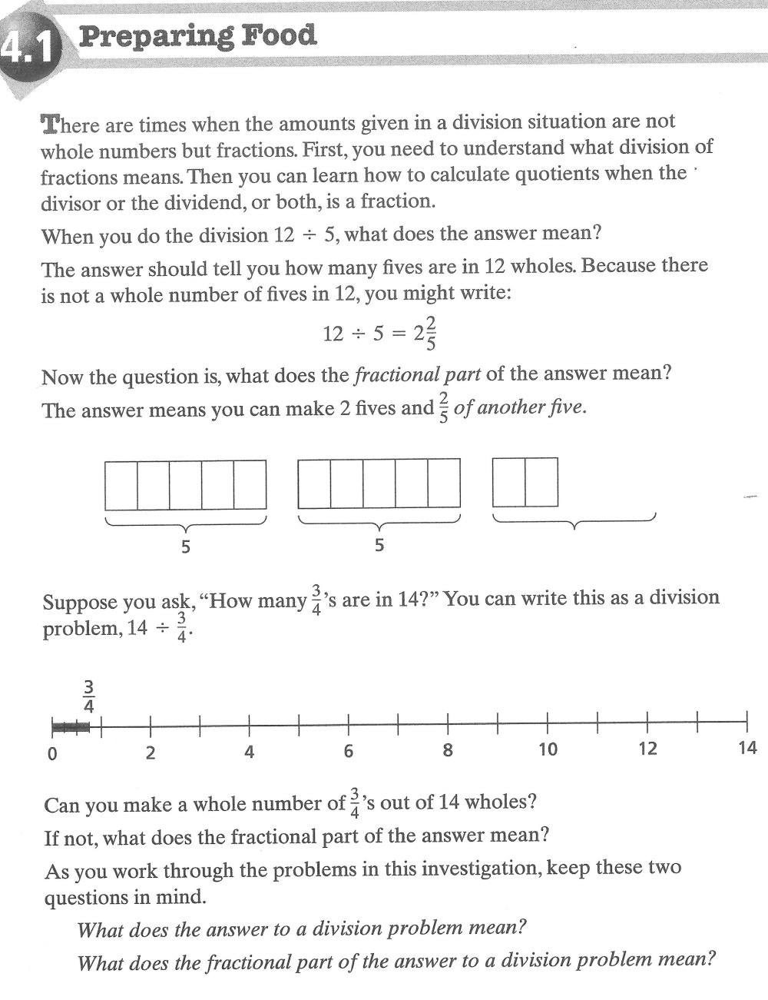 4.1 Preparing Food
There are times when the amounts given in a division situation are not
whole numbers but fractions. First, you need to understand what division of
fractions means. Then you can learn how to calculate quotients when the
divisor or the dividend, or both, is a fraction.
When you do the division 12 ÷ 5, what does the answer mean?
The answer should tell you how many fives are in 12 wholes. Because there
is not a whole number of fives in 12, you might write:
12 ÷ 5 = 2 2/5
Now the question is, what does the fractional part of the answer mean?
The answer means you can make 2 fives and 2/5 of another five.
5 5
Suppose you ask, “How many 3/4’s are in 14?” You can write this as a division
problem, 14 ÷ 3/4.
3/4
0 2 4 6 8 10 12 14
Can you make a whole number of 3/4’s out of 14 wholes?
If not, what does the fractional part of the answer mean?
As you work through the problems in this investigation, keep these two
questions in mind.
What does the answer to a division problem mean?
What does the fractional part of the answer to a division problem mean?